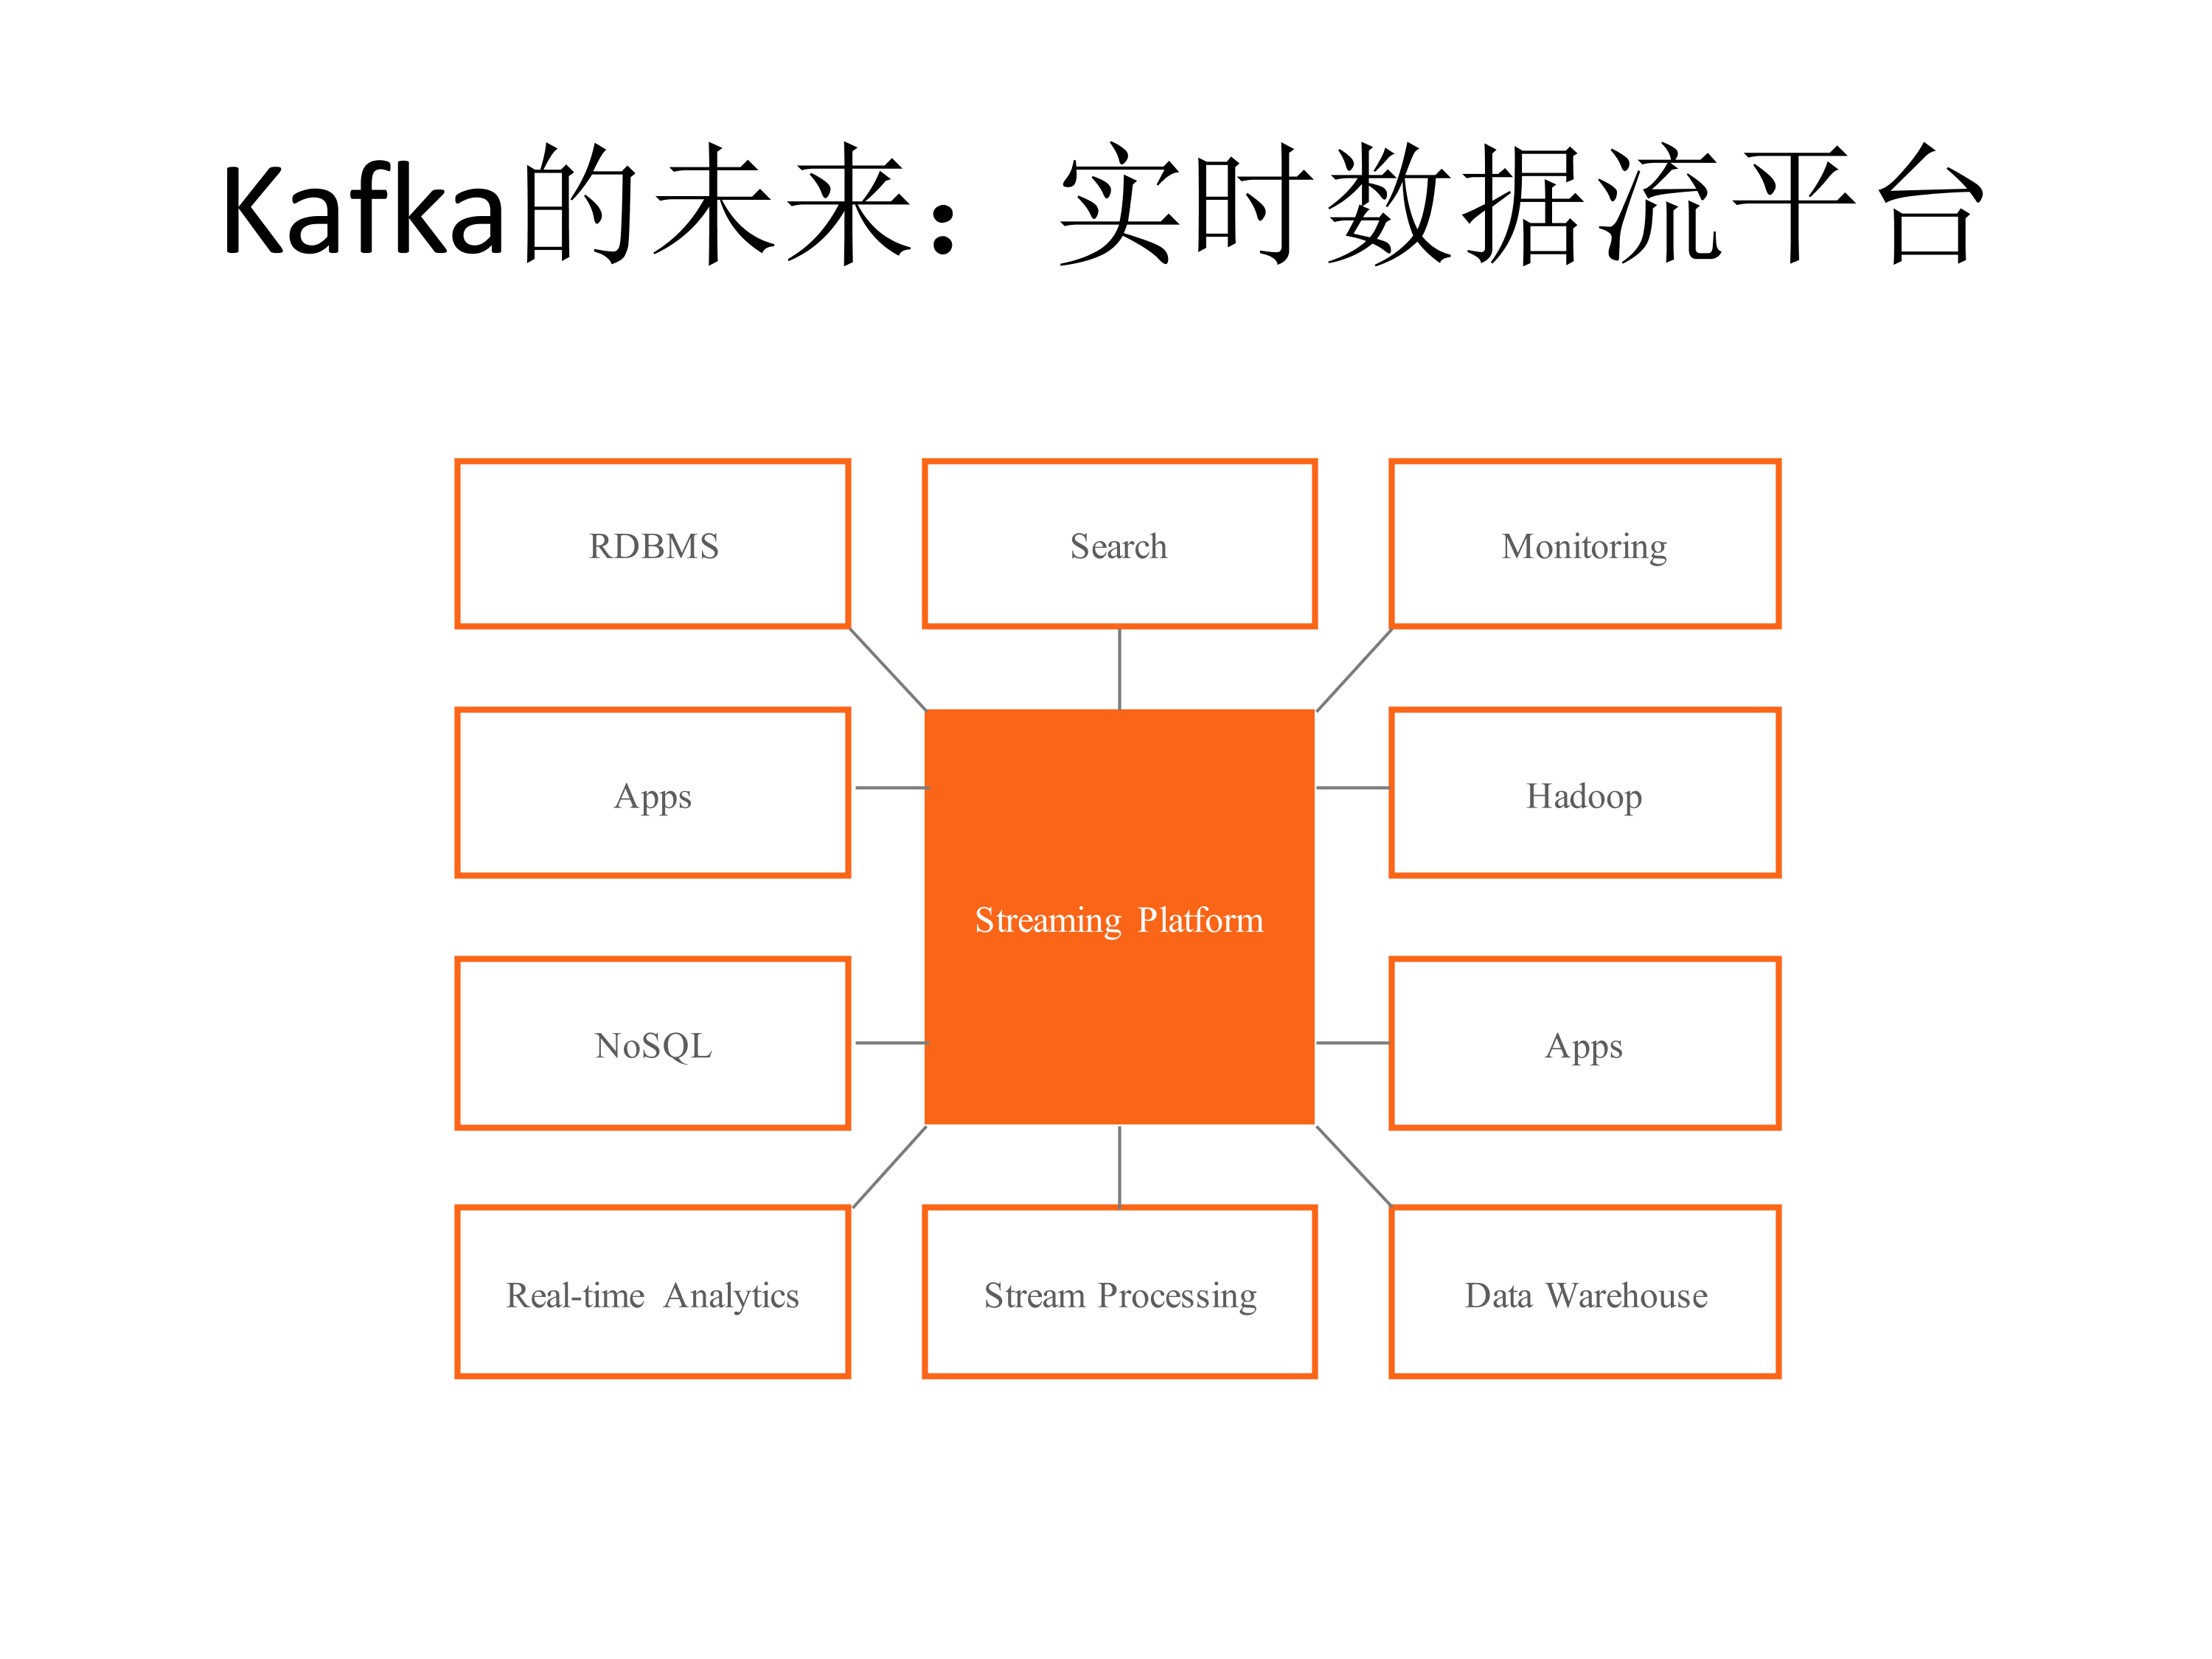 Kafka的未来：实时数据流平台
RDBMS
Search
Monitoring
Apps
Hadoop
Streaming Platform
NoSQL
Apps
Real-time Analytics
Stream Processing
Data Warehouse